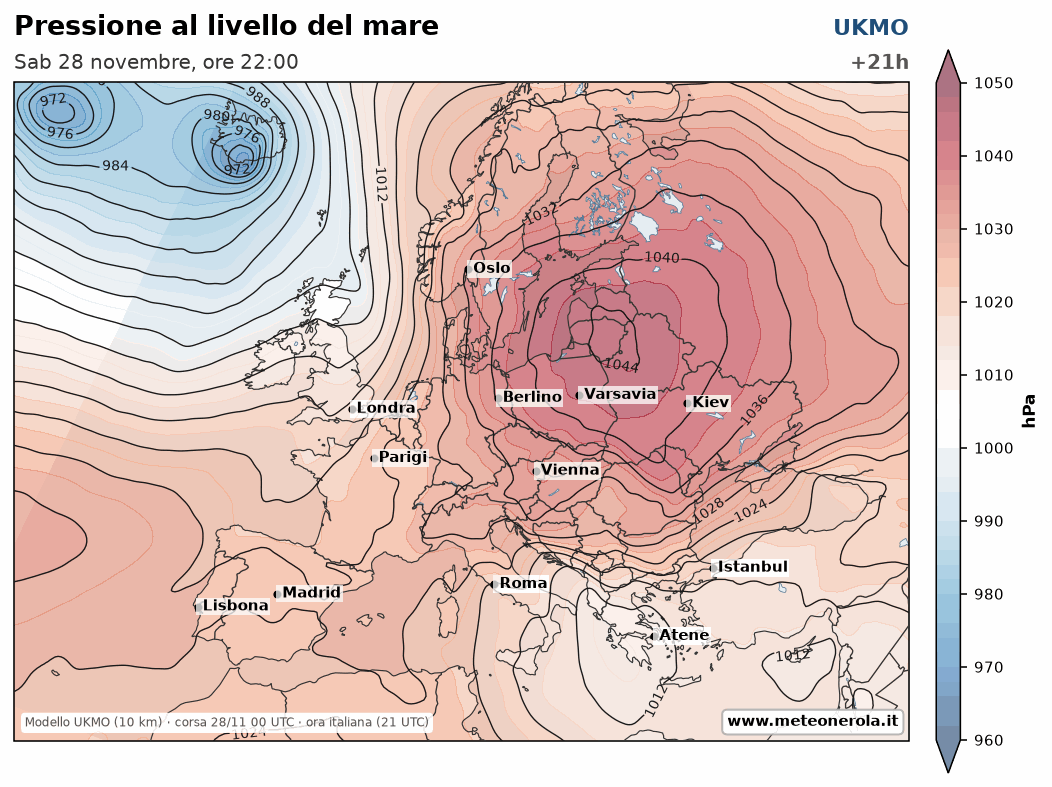 Pressione al livello del mare
UKMO
Sab 28 novembre, ore 22:00
+21h
972
976
988
980
976
972
984
1012
1032
1040
1044
1036
1028
1024
1012
1012
1024
Oslo
Berlino
Varsavia
Kiev
Londra
Parigi
Vienna
Istanbul
Roma
Madrid
Lisbona
Atene
Modello UKMO (10 km) · corsa 28/11 00 UTC · ora italiana (21 UTC)
www.meteonerola.it
1050
1040
1030
1020
1010
1000
990
980
970
960
hPa